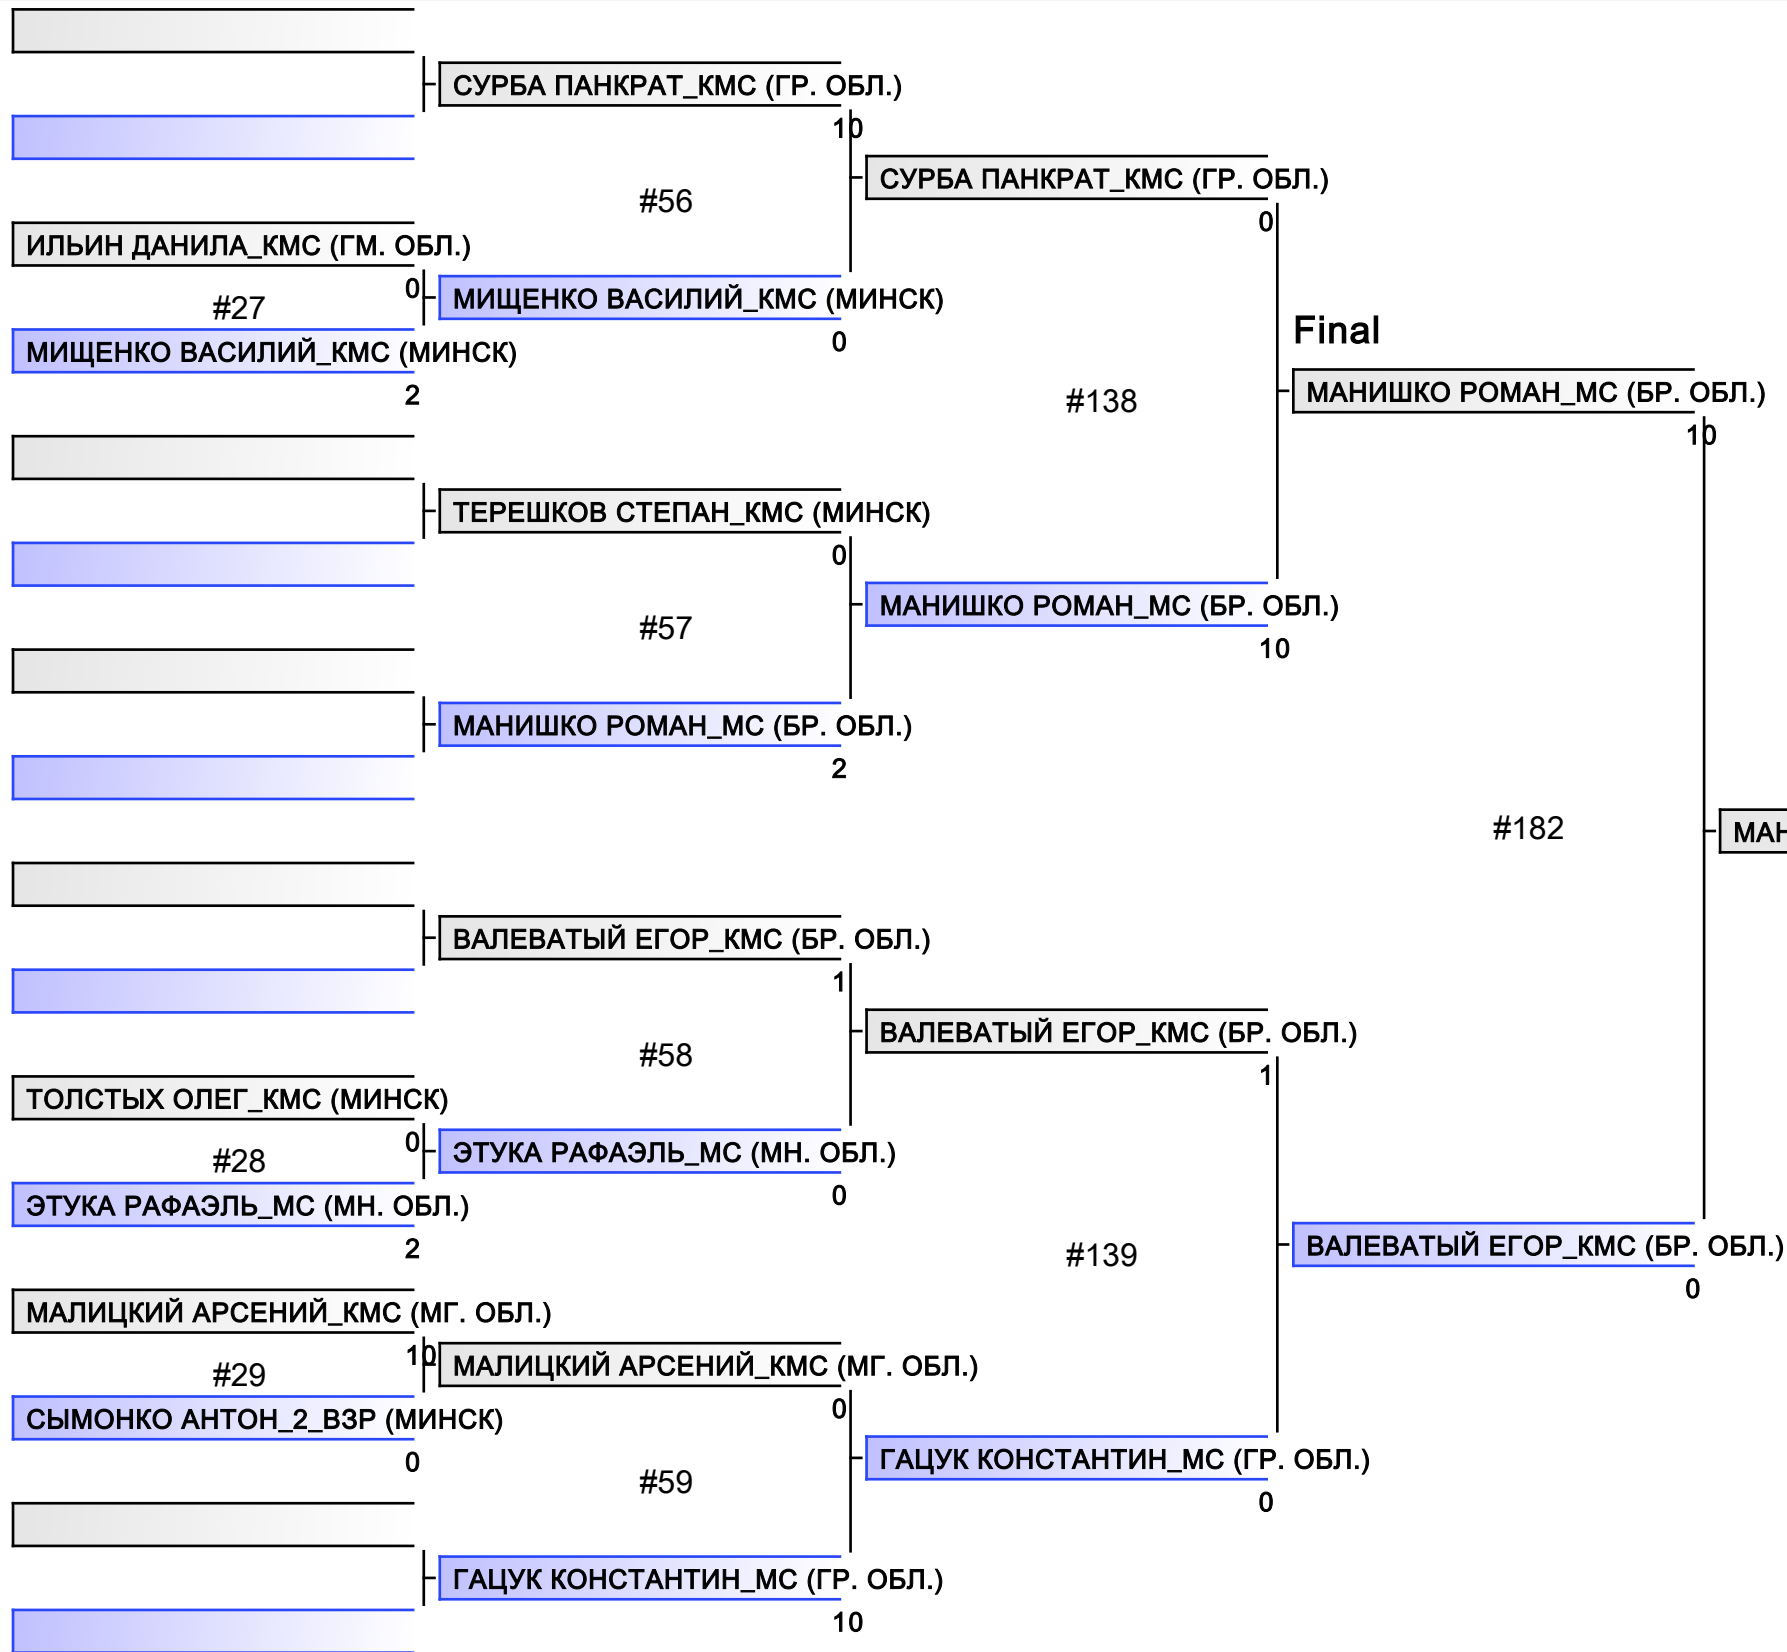 СУРБА ПАНКРАТ_КМС (ГР. ОБЛ.)
10
СУРБА ПАНКРАТ_КМС (ГР. ОБЛ.)
0
#56
ИЛЬИН ДАНИЛА_КМС (ГМ. ОБЛ.)
0
#27
МИЩЕНКО ВАСИЛИЙ_КМС (МИНСК)
0
МИЩЕНКО ВАСИЛИЙ_КМС (МИНСК)
2
Final
МАНИШКО РОМАН_МС (БР. ОБЛ.)
10
#138
ТЕРЕШКОВ СТЕПАН_КМС (МИНСК)
0
#57
МАНИШКО РОМАН_МС (БР. ОБЛ.)
10
МАНИШКО РОМАН_МС (БР. ОБЛ.)
2
#182
МАН
ВАЛЕВАТЫЙ ЕГОР_КМС (БР. ОБЛ.)
1
ВАЛЕВАТЫЙ ЕГОР_КМС (БР. ОБЛ.)
1
#58
ТОЛСТЫХ ОЛЕГ_КМС (МИНСК)
0
#28
ЭТУКА РАФАЭЛЬ_МС (МН. ОБЛ.)
0
ЭТУКА РАФАЭЛЬ_МС (МН. ОБЛ.)
2
#139
ВАЛЕВАТЫЙ ЕГОР_КМС (БР. ОБЛ.)
0
МАЛИЦКИЙ АРСЕНИЙ_КМС (МГ. ОБЛ.)
10
#29
МАЛИЦКИЙ АРСЕНИЙ_КМС (МГ. ОБЛ.)
0
СЫМОНКО АНТОН_2_ВЗР (МИНСК)
0
#59
ГАЦУК КОНСТАНТИН_МС (ГР. ОБЛ.)
0
ГАЦУК КОНСТАНТИН_МС (ГР. ОБЛ.)
10